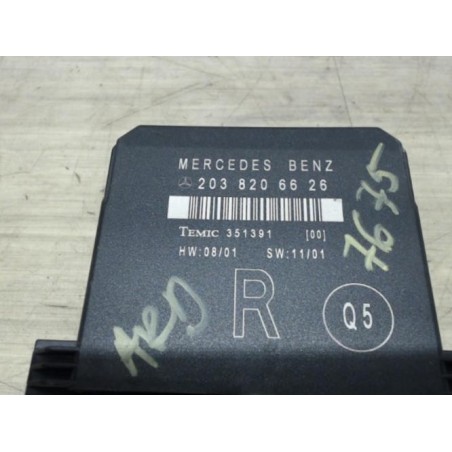 MERCEDES BENZ
203 820 66 26
TEMIC 351391 [00]
HW:08/01 SW:11/01
R
Q5
7675